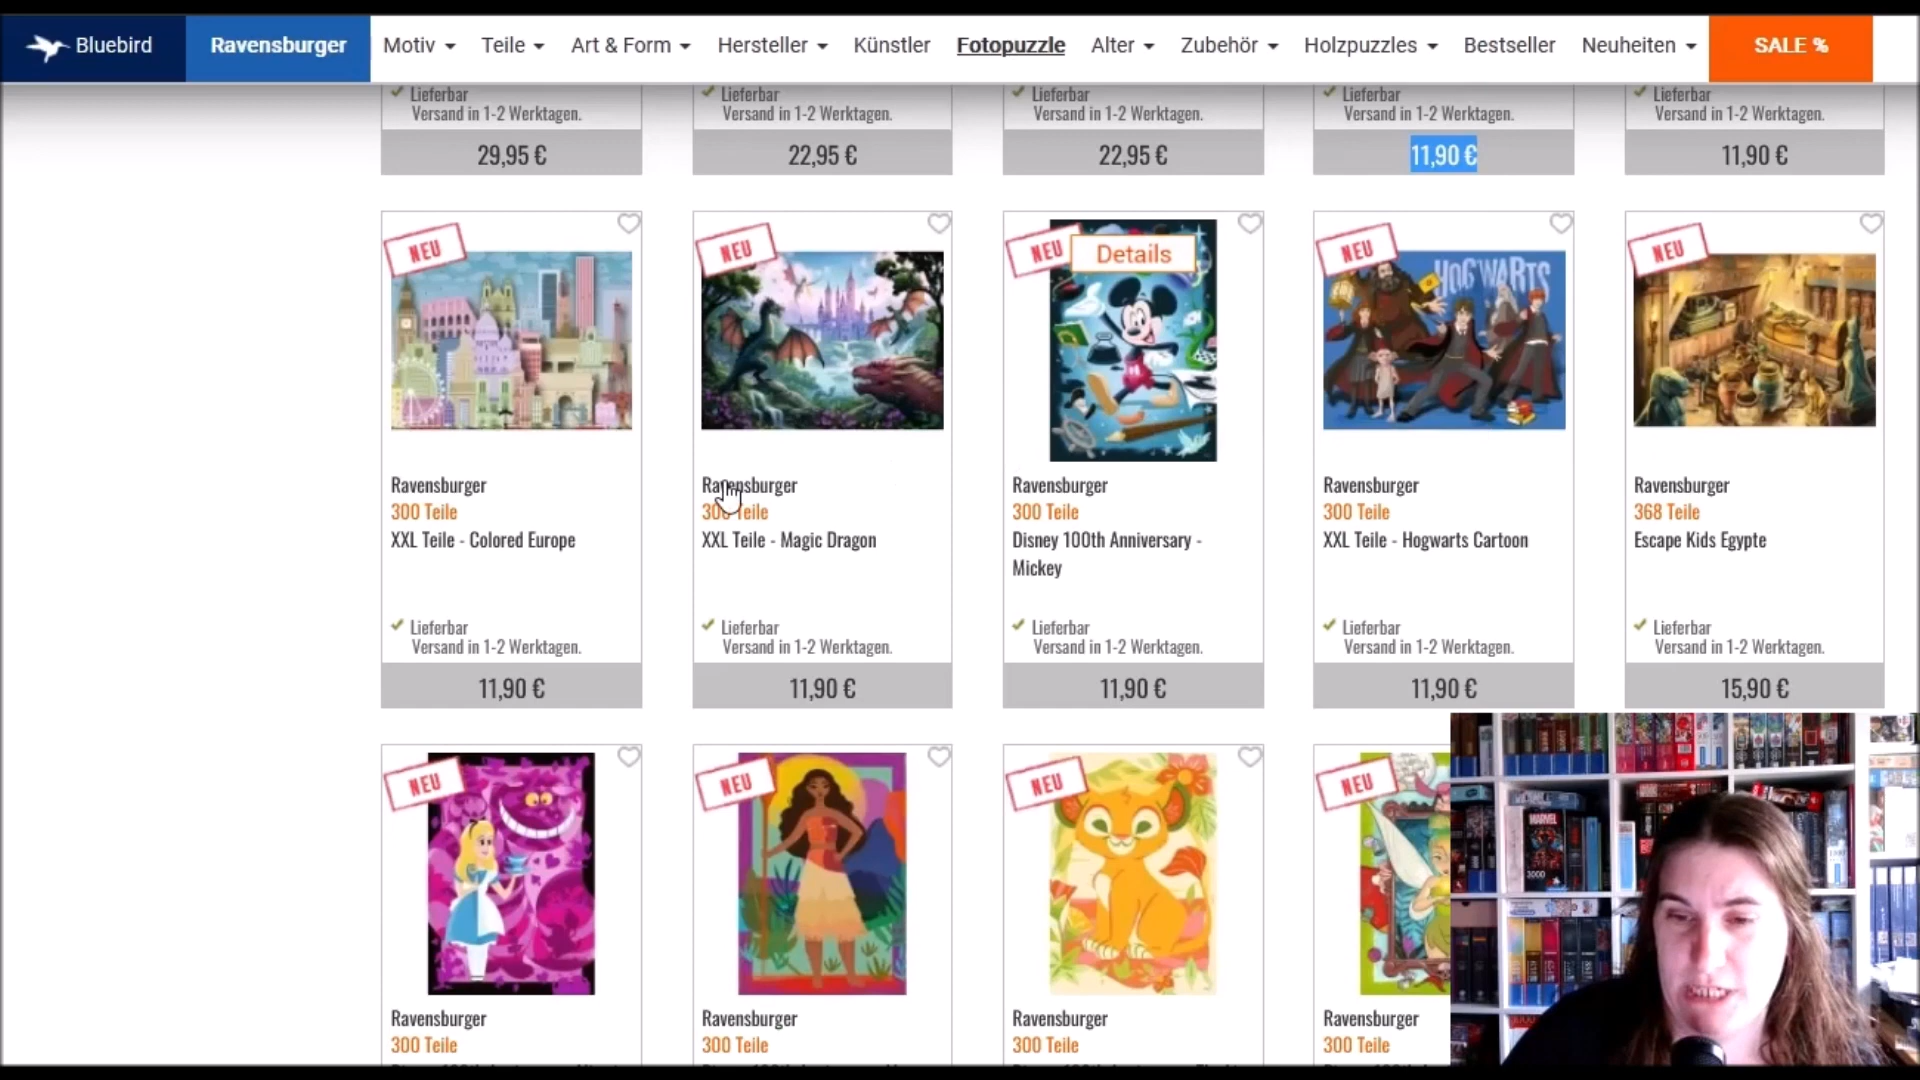 Bluebird
Ravensburger
Motiv
Teile
Art & Form
Hersteller
Künstler
Fotopuzzle
Alter
Zubehör
Holzpuzzles
Bestseller
Neuheiten
SALE %
Lieferbar
Versand in 1-2 Werktagen.
29,95 €
Lieferbar
Versand in 1-2 Werktagen.
22,95 €
Lieferbar
Versand in 1-2 Werktagen.
22,95 €
Lieferbar
Versand in 1-2 Werktagen.
11,90 €
Lieferbar
Versand in 1-2 Werktagen.
11,90 €
NEU
Ravensburger
300 Teile
XXL Teile - Colored Europe
Lieferbar
Versand in 1-2 Werktagen.
11,90 €
NEU
Ravensburger
300 Teile
XXL Teile - Magic Dragon
Lieferbar
Versand in 1-2 Werktagen.
11,90 €
NEU
Details
Ravensburger
300 Teile
Disney 100th Anniversary -
Mickey
Lieferbar
Versand in 1-2 Werktagen.
11,90 €
NEU
HOGWARTS
Ravensburger
300 Teile
XXL Teile - Hogwarts Cartoon
Lieferbar
Versand in 1-2 Werktagen.
11,90 €
NEU
Ravensburger
368 Teile
Escape Kids Egypte
Lieferbar
Versand in 1-2 Werktagen.
15,90 €
NEU
Ravensburger
300 Teile
NEU
Ravensburger
300 Teile
NEU
Ravensburger
300 Teile
NEU
Ravensburger
300 Teile
MARVEL
3000